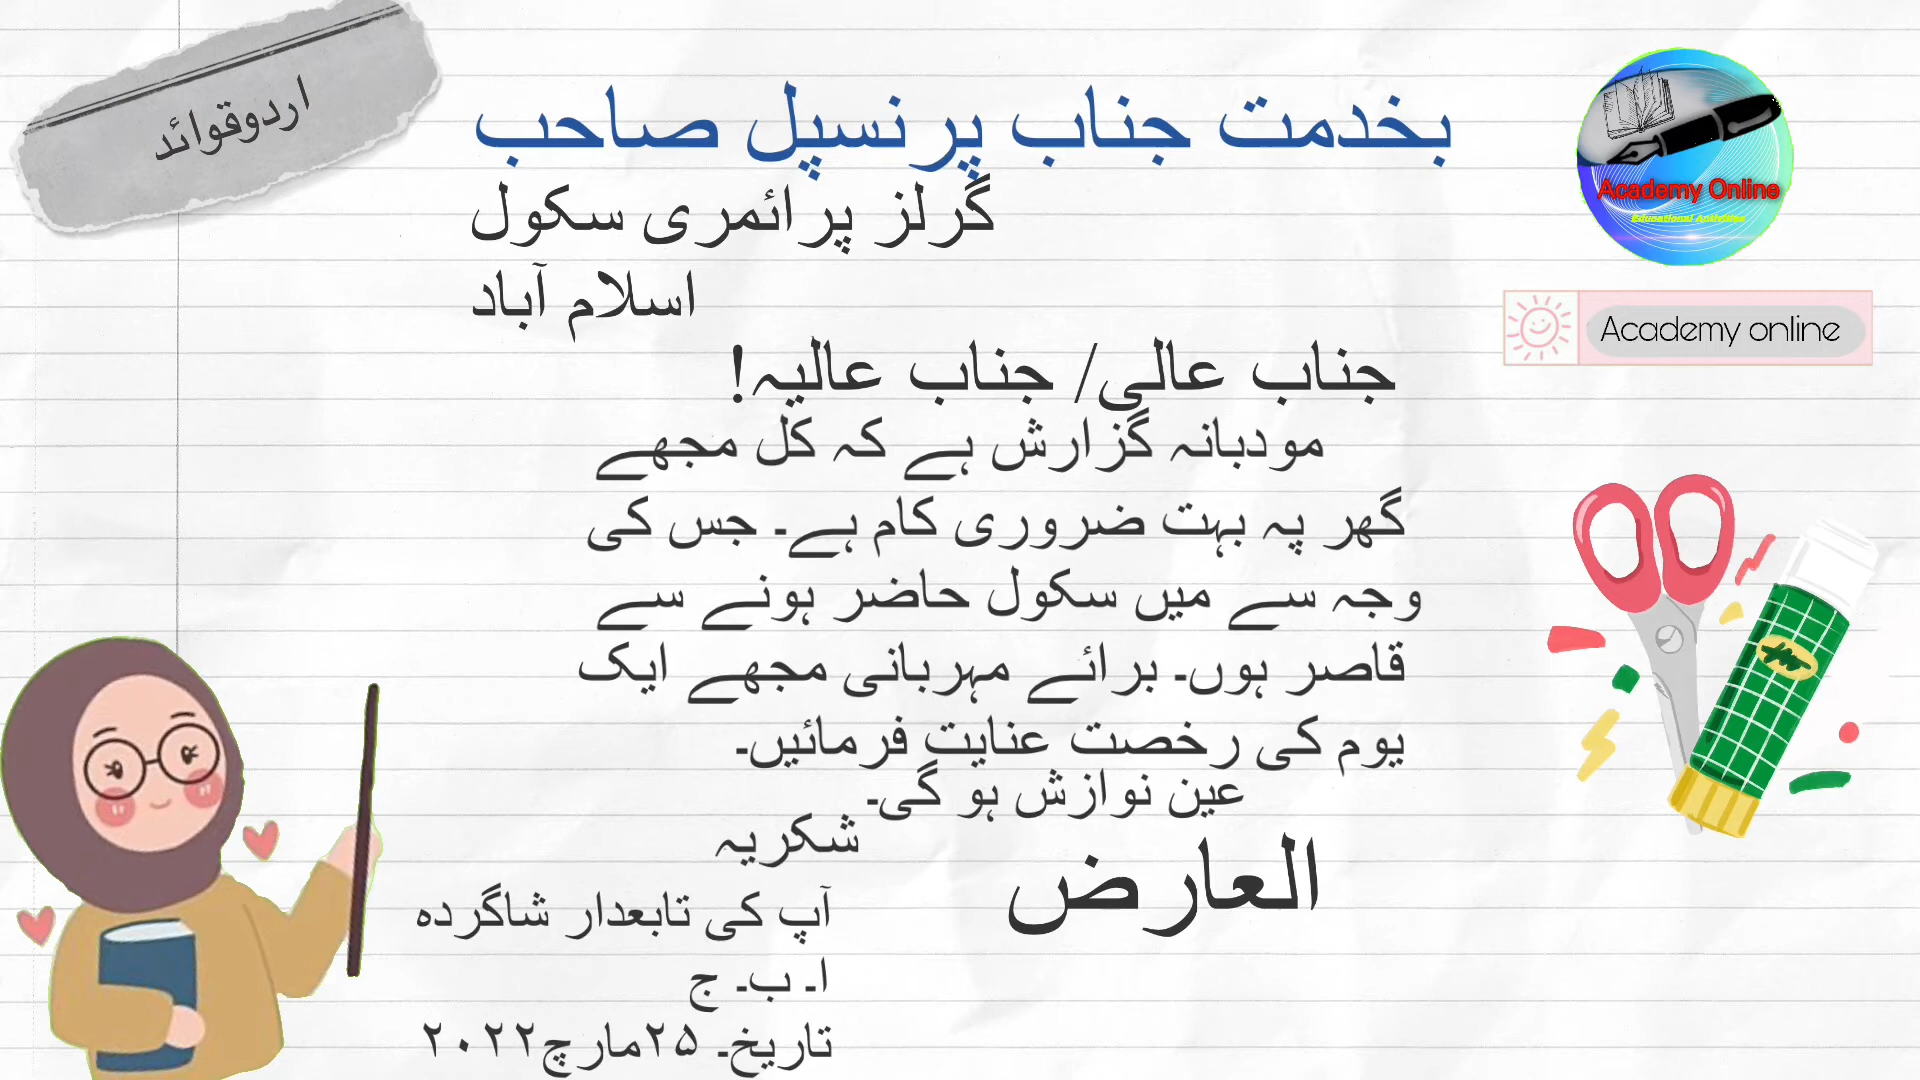 اردوقوائد
بخدمت جناب پرنسپل صاحب
گرلز پرائمری سکول
اسلام آباد
جناب عالی/ جناب عالیہ!
مودبانہ گزارش ہے کہ کل مجھے
گھر پہ بہت ضروری کام ہے۔ جس کی
وجہ سے میں سکول حاضر ہونے سے
قاصر ہوں۔ برائے مہربانی مجھے ایک
یوم کی رخصت عنایت فرمائیں۔
عین نوازش ہو گی۔
شکریہ
العارض
آپ کی تابعدار شاگردہ
ا۔ ب۔ ج
تاریخ۔ ۲۵مارچ۲۰۲۲
Academy Online
Educational Activities
Academy online